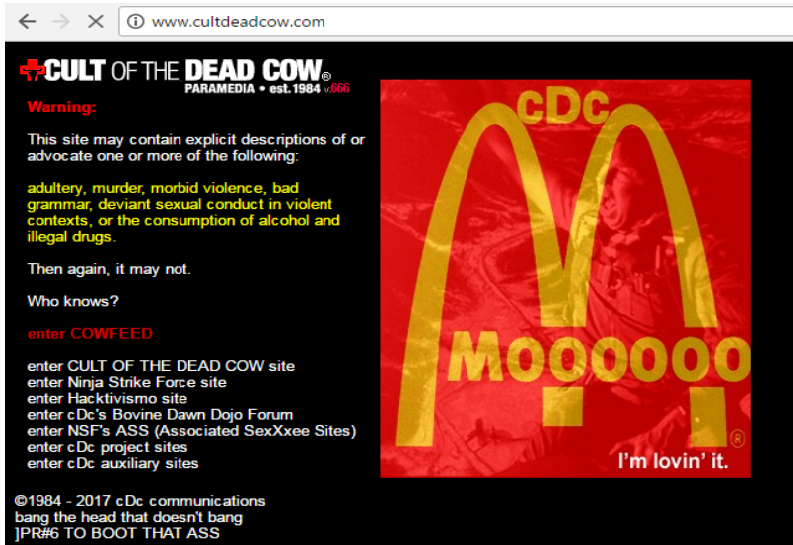 www.cultdeadcow.com
CULT OF THE DEAD COW®
PARAMEDIA • est.1984 v.666
Warning:
This site may contain explicit descriptions of or
advocate one or more of the following:
adultery, murder, morbid violence, bad
grammar, deviant sexual conduct in violent
contexts, or the consumption of alcohol and
illegal drugs.
Then again, it may not.
Who knows?
enter COWFEED
enter CULT OF THE DEAD COW site
enter Ninja Strike Force site
enter Hacktivismo site
enter cDc's Bovine Dawn Dojo Forum
enter NSF's ASS (Associated SexXxee Sites)
enter cDc project sites
enter cDc auxiliary sites
©1984 - 2017 cDc communications
bang the head that doesn't bang
]PR#6 TO BOOT THAT ASS
cDc
Moooooo
®
I'm lovin' it.